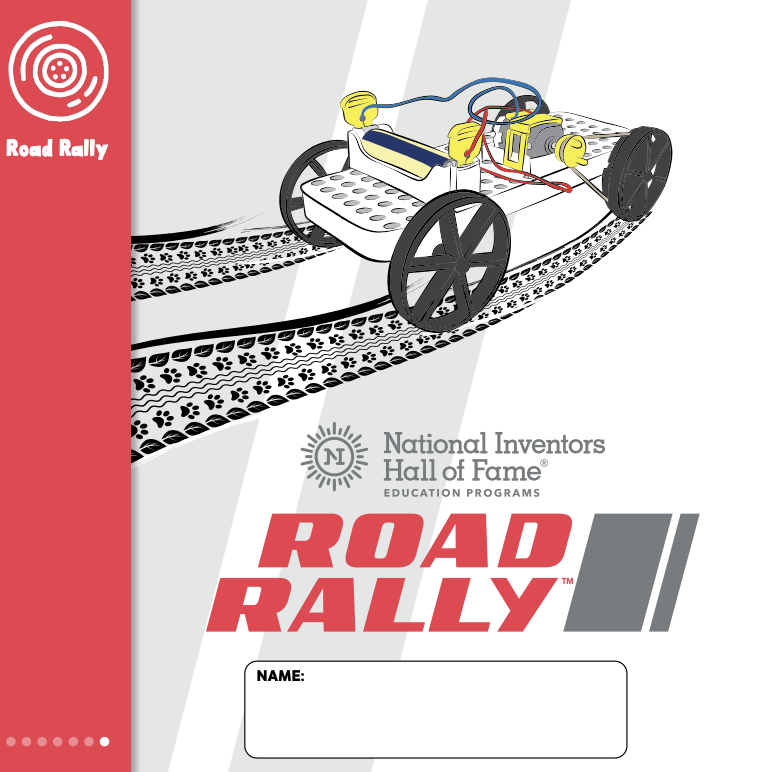 Road Rally
N
National Inventors
Hall of Fame®
EDUCATION PROGRAMS
ROAD
RALLY™
NAME: